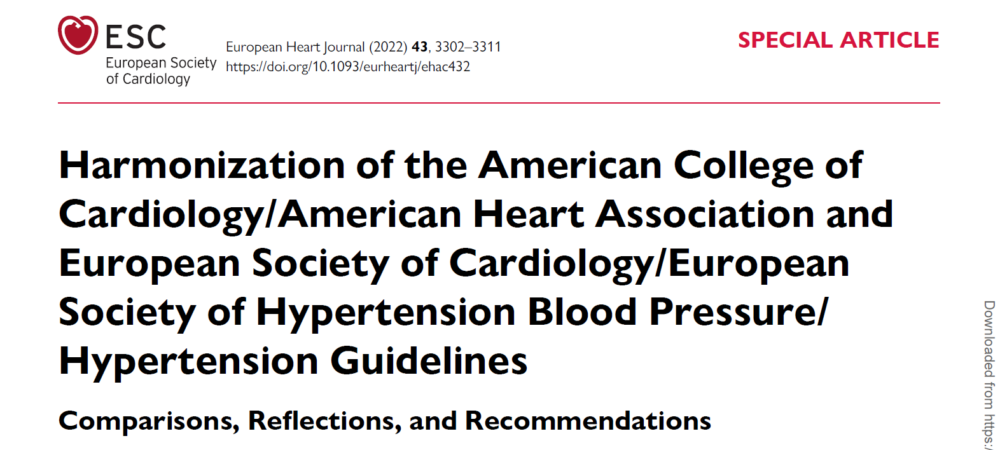 ESC
European Society
of Cardiology
European Heart Journal (2022) 43, 3302–3311
https://doi.org/10.1093/eurheartj/ehac432
SPECIAL ARTICLE
Harmonization of the American College of
Cardiology/American Heart Association and
European Society of Cardiology/European
Society of Hypertension Blood Pressure/
Hypertension Guidelines
Comparisons, Reflections, and Recommendations
Downloaded from https:/